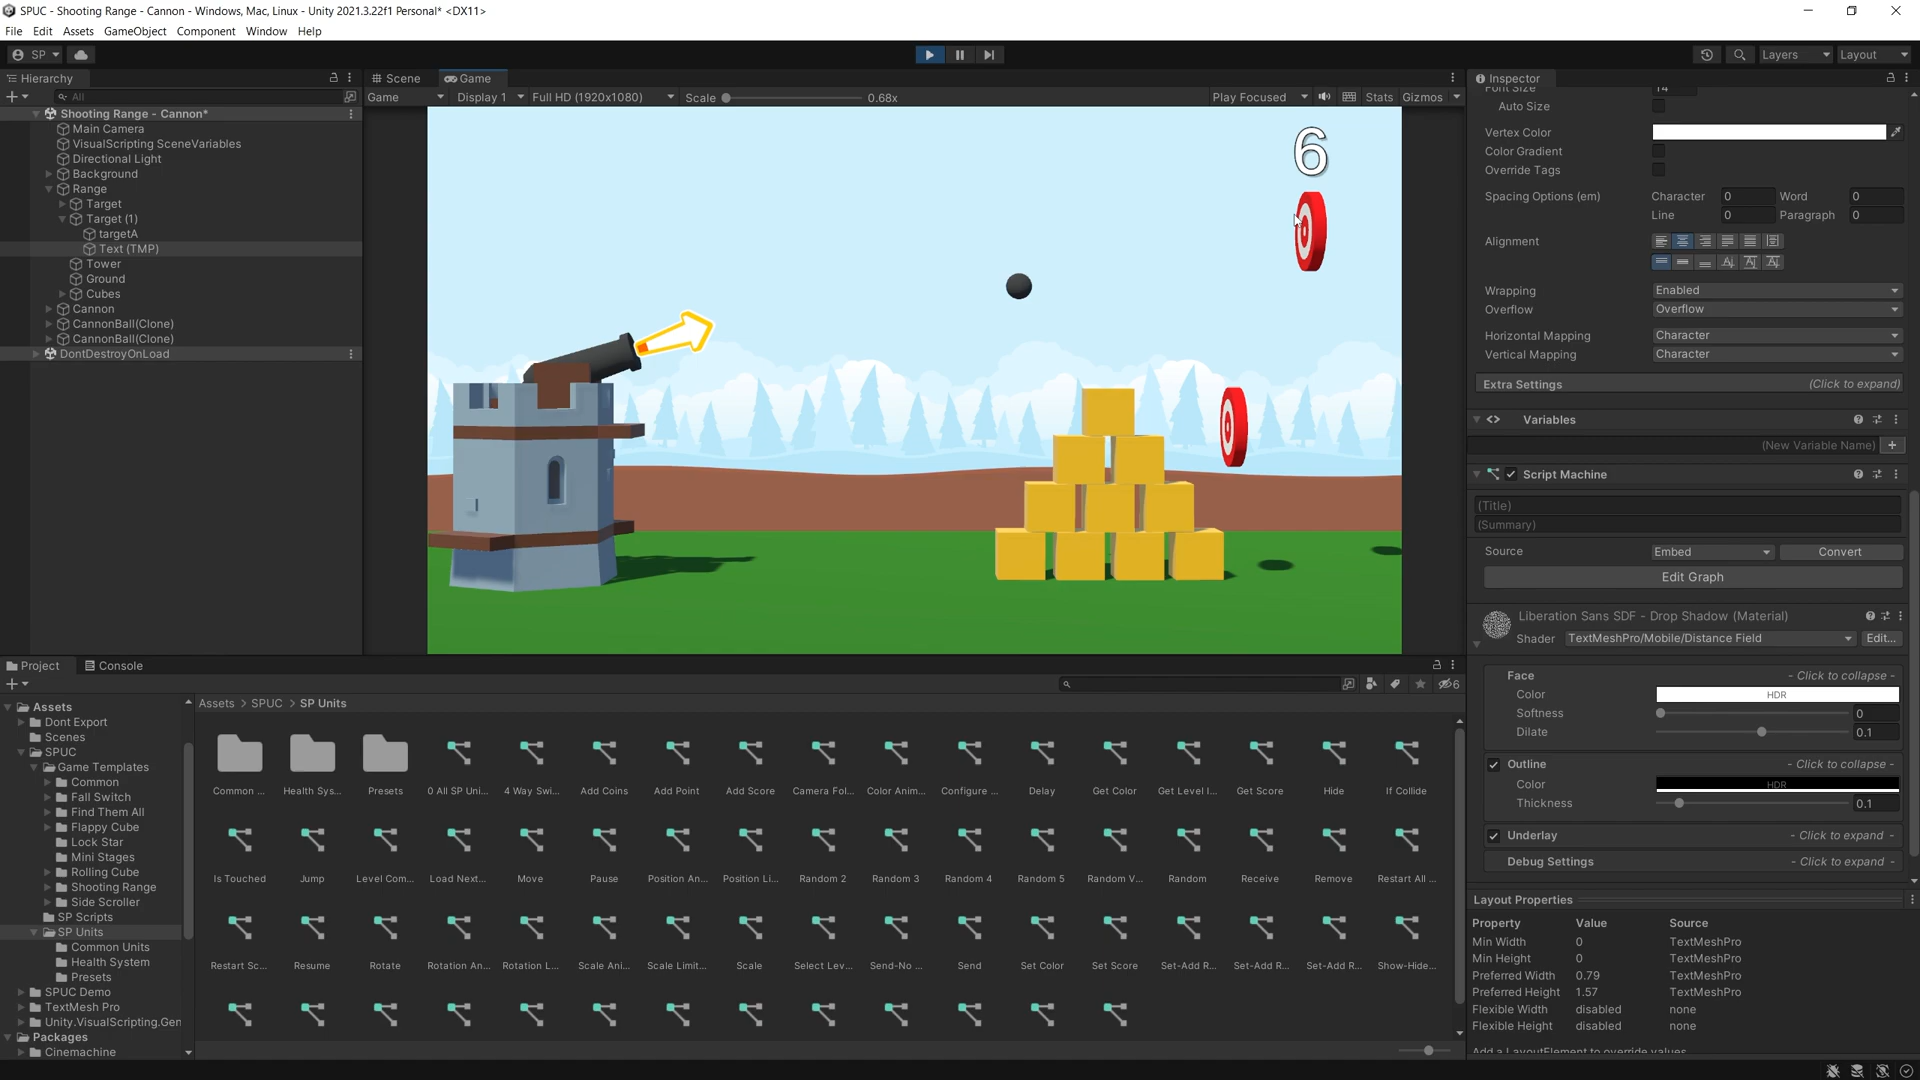 SPUC - Shooting Range - Cannon - Windows, Mac, Linux - Unity 2021.3.22f1 Personal* <DX11>
File Edit Assets GameObject Component Window Help
SP Layers Layout
Hierarchy
All
Shooting Range - Cannon*
Main Camera
VisualScripting SceneVariables
Directional Light
Background
Range
Target
Target (1)
targetA
Text (TMP)
Tower
Ground
Cubes
Cannon
CannonBall(Clone)
CannonBall(Clone)
DontDestroyOnLoad
Scene Game
Game Display 1 Full HD (1920x1080) Scale 0.68x Play Focused Stats Gizmos
6
Inspector
Font Size 14
Auto Size
Vertex Color
Color Gradient
Override Tags
Spacing Options (em) Character 0 Word 0
Line 0 Paragraph 0
Alignment
Wrapping Enabled
Overflow Overflow
Horizontal Mapping Character
Vertical Mapping Character
Extra Settings (Click to expand)
Variables
(New Variable Name)
Script Machine
(Title)
(Summary)
Source Embed Convert
Edit Graph
Liberation Sans SDF - Drop Shadow (Material)
Shader TextMeshPro/Mobile/Distance Field Edit...
Face - Click to collapse -
Color HDR
Softness 0
Dilate 0.1
Outline - Click to collapse -
Color HDR
Thickness 0.1
Underlay - Click to expand -
Debug Settings - Click to expand -
Layout Properties
Property Value Source
Min Width 0 TextMeshPro
Min Height 0 TextMeshPro
Preferred Width 0.79 TextMeshPro
Preferred Height 1.57 TextMeshPro
Flexible Width disabled none
Flexible Height disabled none
Add a LayoutElement to override values
Project Console
6
Assets
Dont Export
Scenes
SPUC
Game Templates
Common
Fall Switch
Find Them All
Flappy Cube
Lock Star
Mini Stages
Rolling Cube
Shooting Range
Side Scroller
SP Scripts
SP Units
Common Units
Health System
Presets
SPUC Demo
TextMesh Pro
Unity.VisualScripting.Gen
Packages
Cinemachine
Assets > SPUC > SP Units
Common ... Health Sys... Presets 0 All SP Uni... 4 Way Swi... Add Coins Add Point Add Score Camera Fol... Color Anim... Configure ... Delay Get Color Get Level I... Get Score Hide If Collide
Is Touched Jump Level Com... Load Next... Move Pause Position An... Position Li... Random 2 Random 3 Random 4 Random 5 Random V... Random Receive Remove Restart All ...
Restart Sc... Resume Rotate Rotation An... Rotation L... Scale Ani... Scale Limit... Scale Select Lev... Send-No ... Send Set Color Set Score Set-Add R... Set-Add R... Set-Add R... Show-Hide...